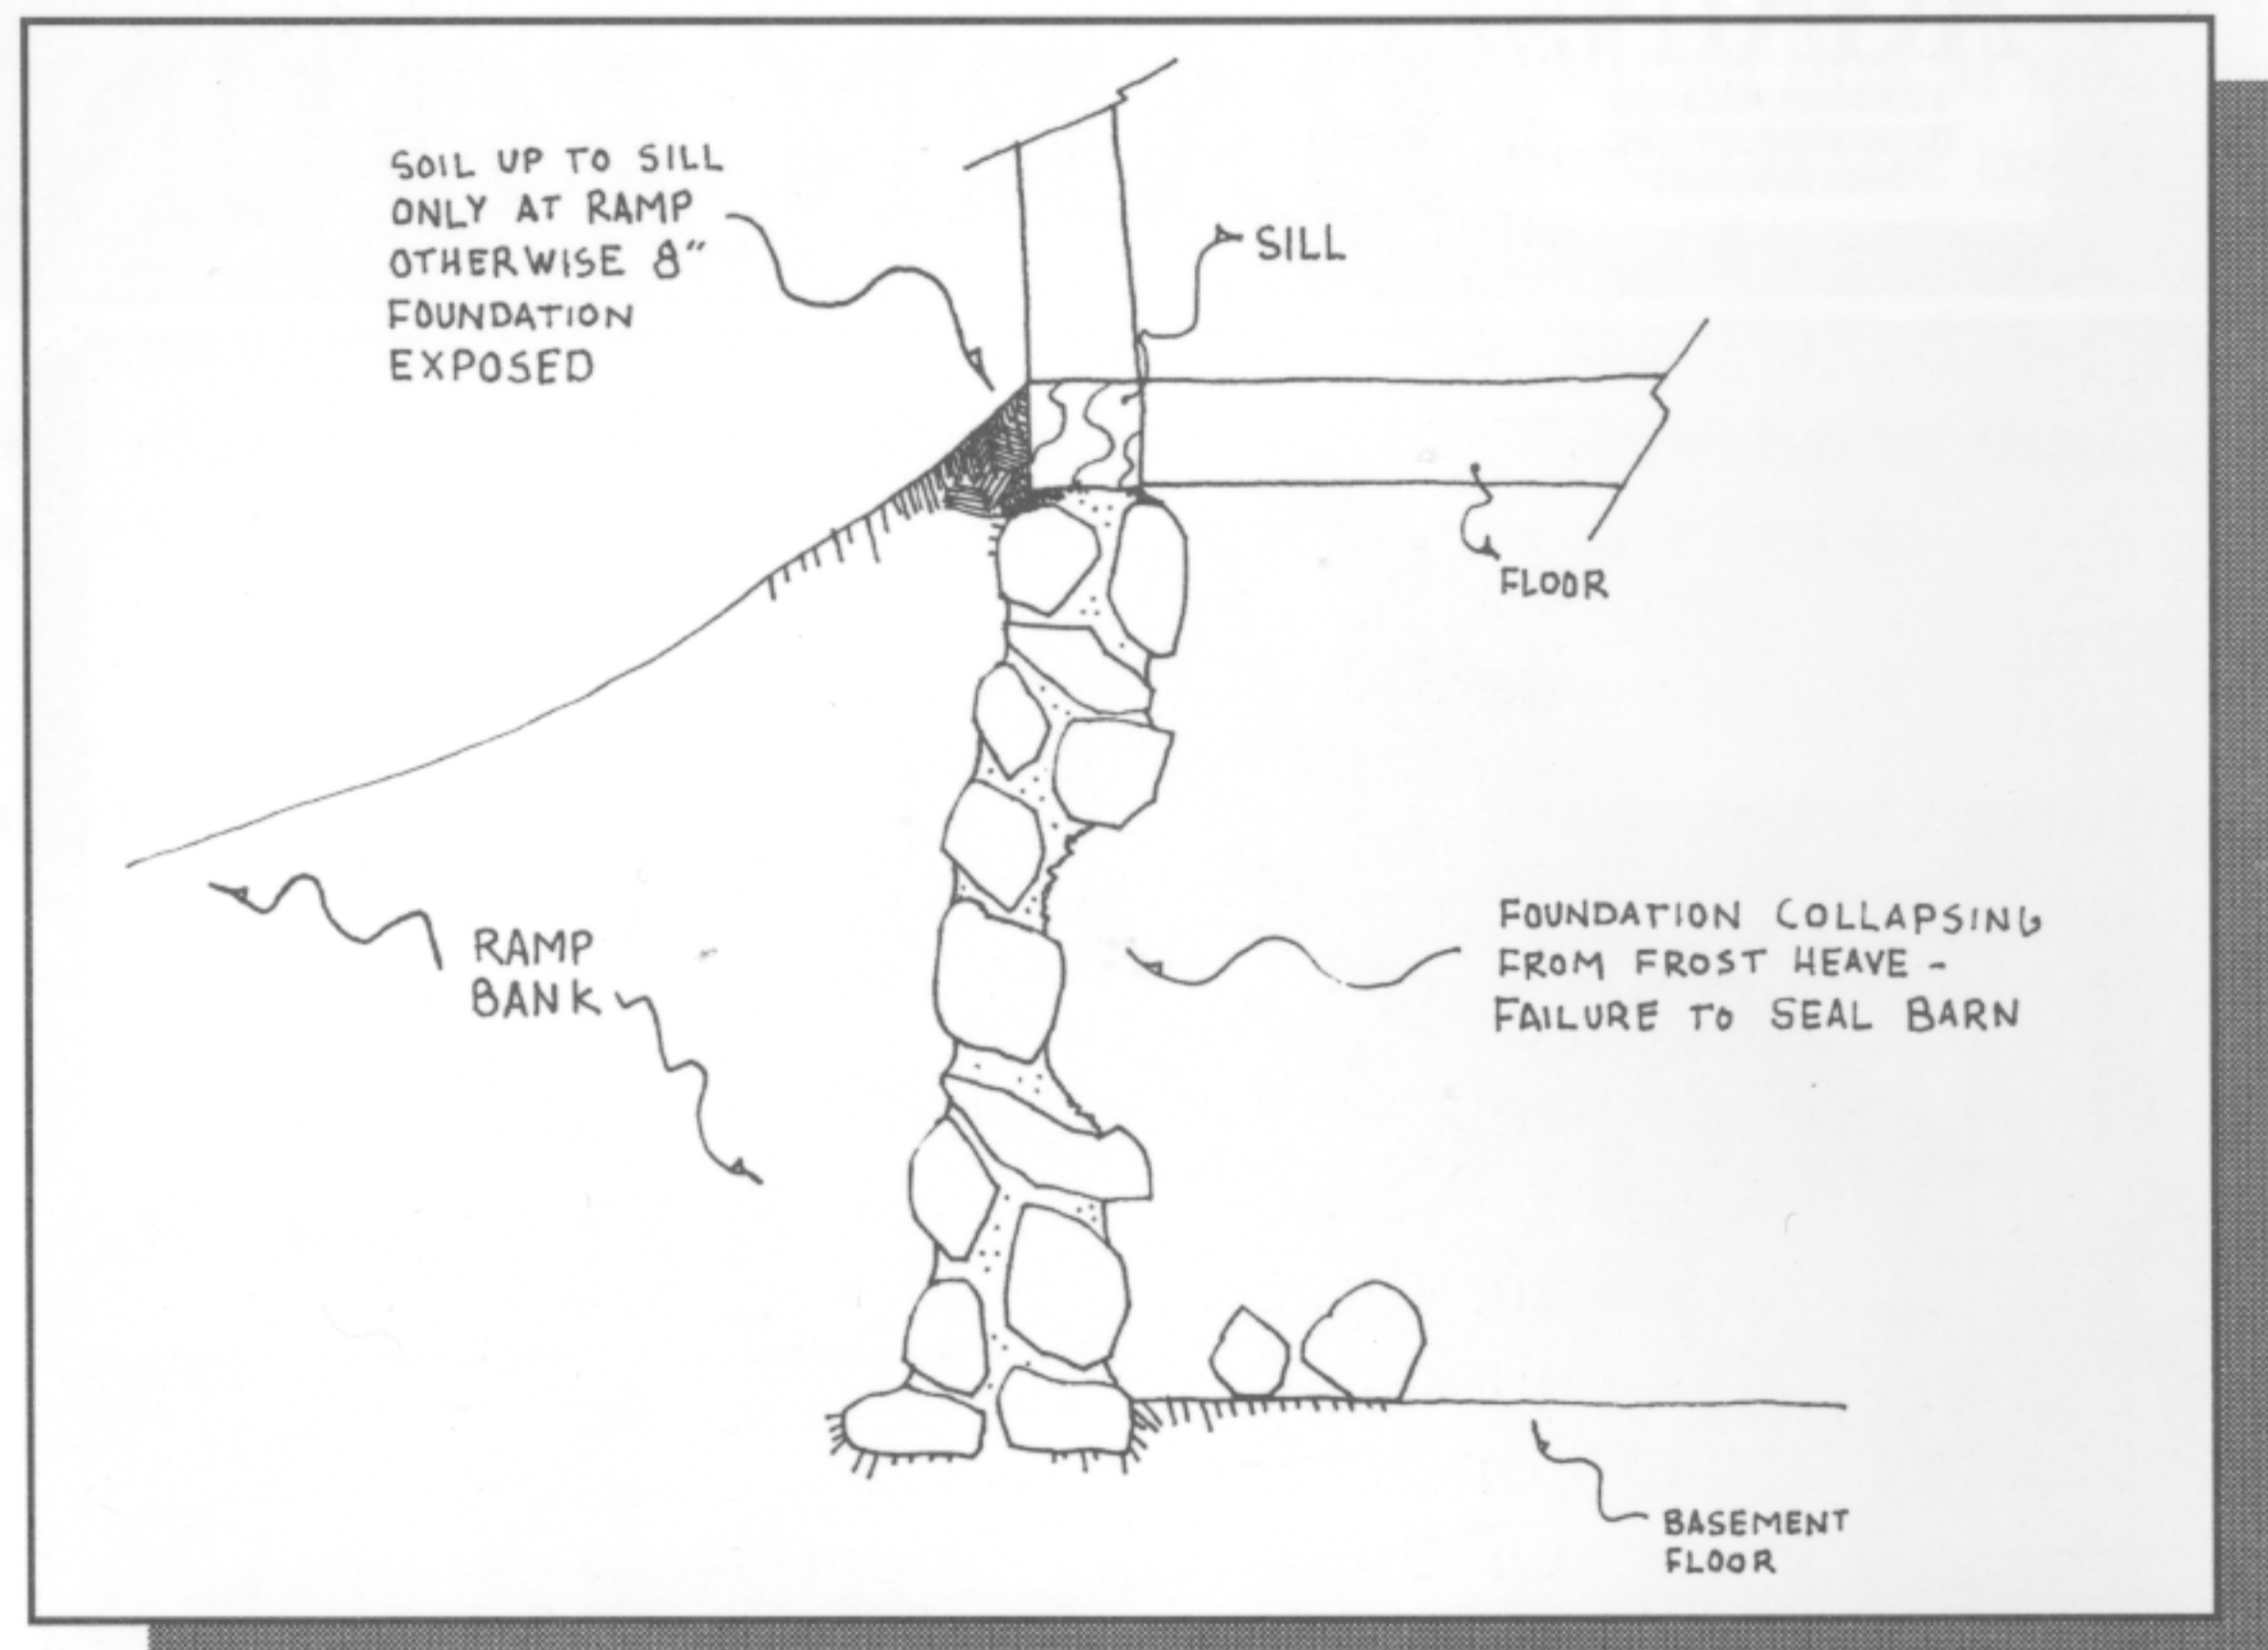 SOIL UP TO SILL
ONLY AT RAMP
OTHERWISE 8"
FOUNDATION
EXPOSED
SILL
FLOOR
RAMP
BANK
FOUNDATION COLLAPSING
FROM FROST HEAVE -
FAILURE TO SEAL BARN
BASEMENT
FLOOR